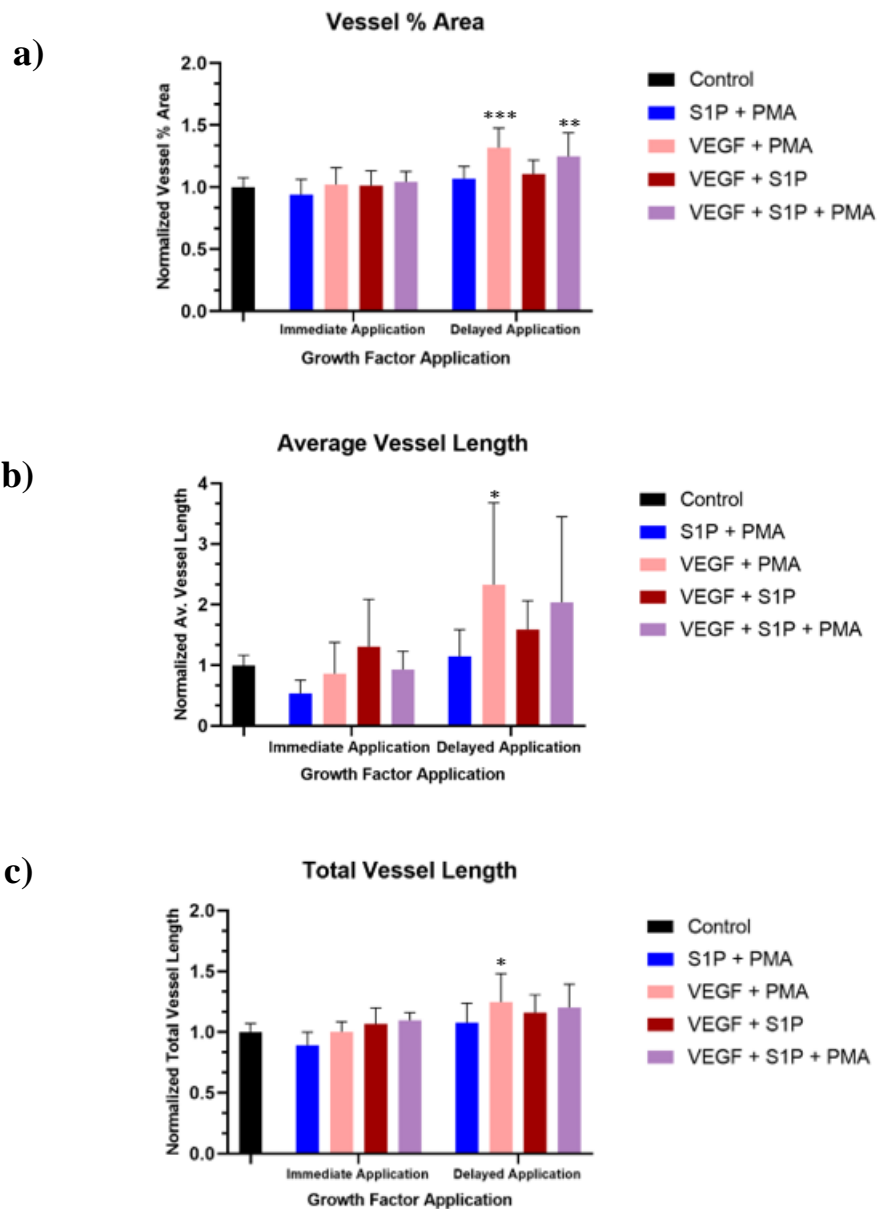 a)
Vessel % Area
Normalized Vessel % Area
2.0
1.5
1.0
0.5
0.0
***
**
Immediate Application
Delayed Application
Growth Factor Application
Control
S1P + PMA
VEGF + PMA
VEGF + S1P
VEGF + S1P + PMA
b)
Average Vessel Length
Normalized Av. Vessel Length
4
3
2
1
0
*
Immediate Application
Delayed Application
Growth Factor Application
Control
S1P + PMA
VEGF + PMA
VEGF + S1P
VEGF + S1P + PMA
c)
Total Vessel Length
Normalized Total Vessel Length
2.0
1.5
1.0
0.5
0.0
*
Immediate Application
Delayed Application
Growth Factor Application
Control
S1P + PMA
VEGF + PMA
VEGF + S1P
VEGF + S1P + PMA